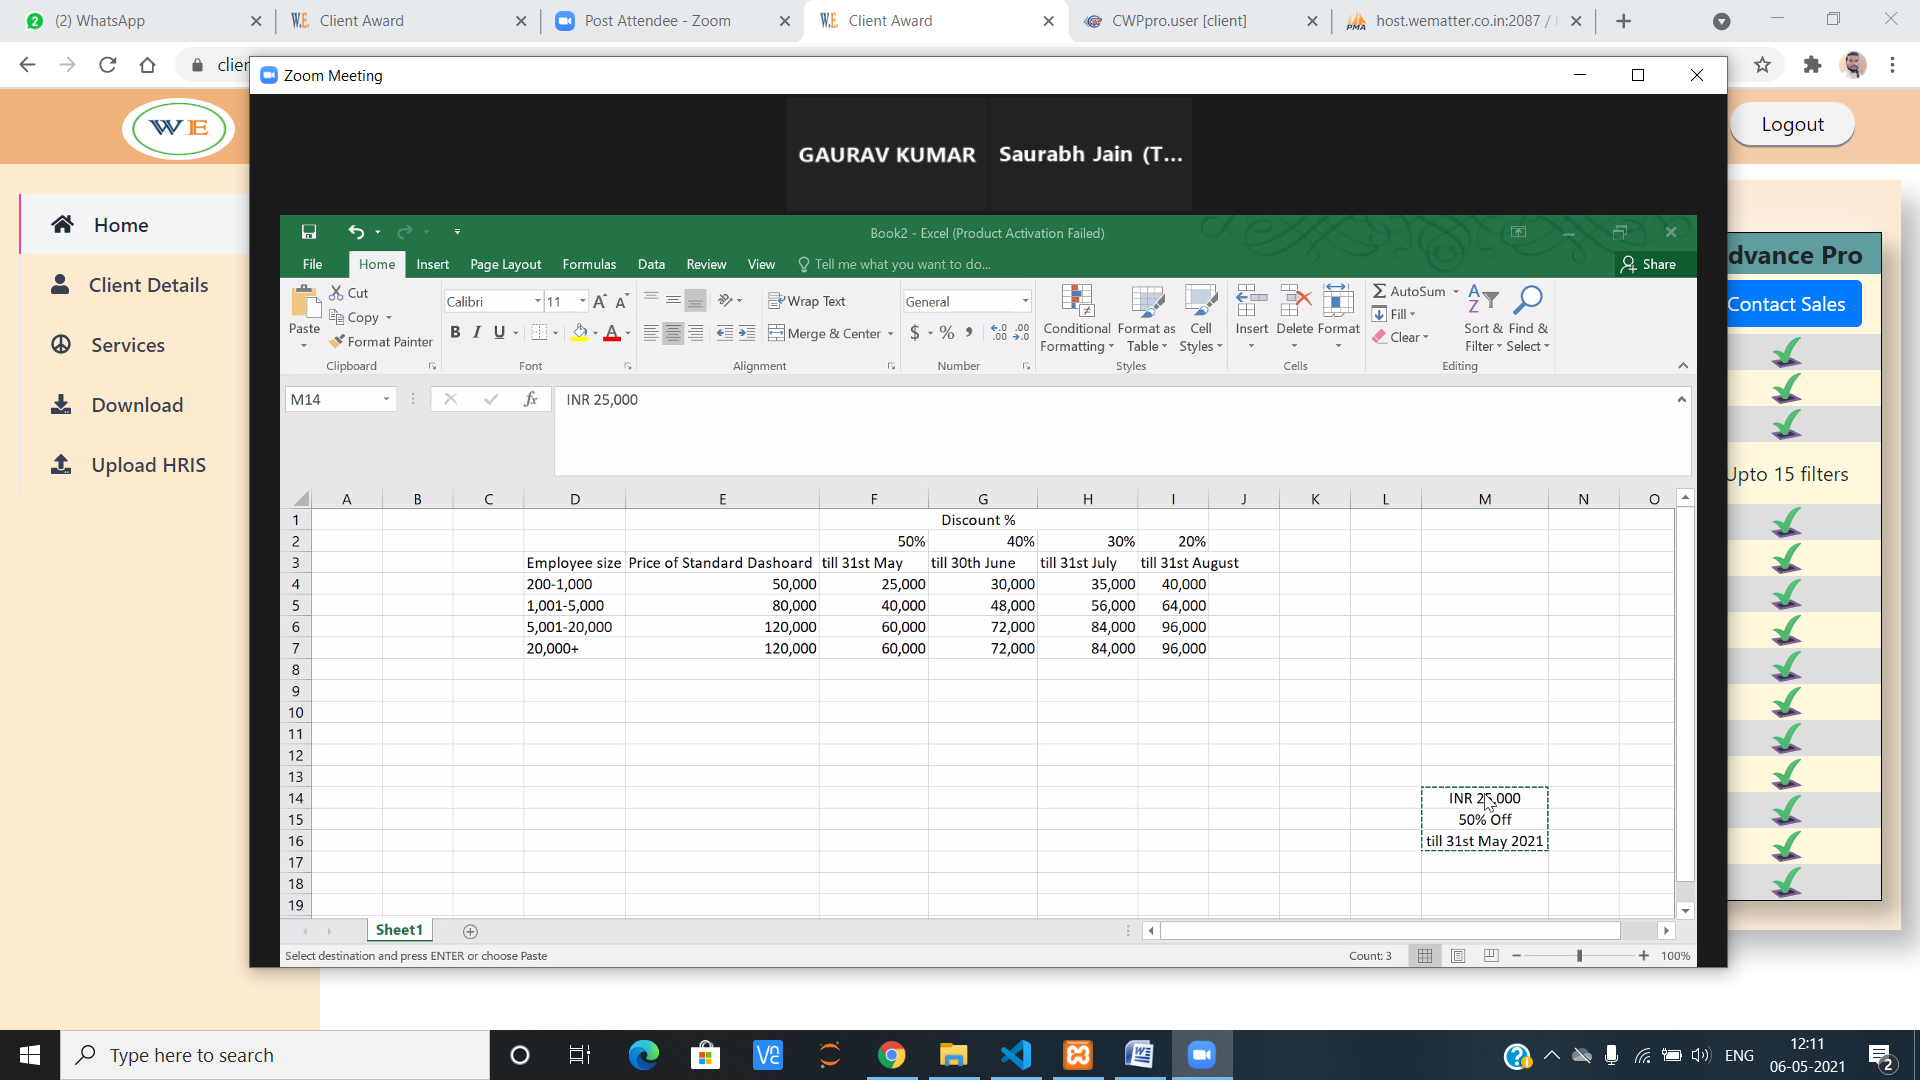 (2) WhatsApp
Client Award
Post Attendee - Zoom
Client Award
CWPpro.user [client]
host.wematter.co.in:2087 /
Zoom Meeting
WE
Logout
GAURAV KUMAR
Saurabh Jain (T...
Home
Client Details
Services
Download
Upload HRIS
Book2 - Excel (Product Activation Failed)
File Home Insert Page Layout Formulas Data Review View Tell me what you want to do... Share
Paste
Cut
Copy
Format Painter
Clipboard
Calibri 11
B I U
Font
Wrap Text
Merge & Center
Alignment
General
$ % ,
Number
Conditional Formatting
Format as Table
Cell Styles
Styles
Insert Delete Format
Cells
AutoSum
Fill
Clear
Sort & Filter
Find & Select
Editing
M14 fx INR 25,000
A B C D E F G H I J K L M N O
1 Discount %
2 50% 40% 30% 20%
3 Employee size Price of Standard Dashoard till 31st May till 30th June till 31st July till 31st August
4 200-1,000 50,000 25,000 30,000 35,000 40,000
5 1,001-5,000 80,000 40,000 48,000 56,000 64,000
6 5,001-20,000 120,000 60,000 72,000 84,000 96,000
7 20,000+ 120,000 60,000 72,000 84,000 96,000
8
9
10
11
12
13
14 INR 25,000
15 50% Off
16 till 31st May 2021
17
18
19
Sheet1
Select destination and press ENTER or choose Paste
Count: 3
100%
dvance Pro
Contact Sales
Upto 15 filters
Type here to search
ENG
12:11
06-05-2021
2